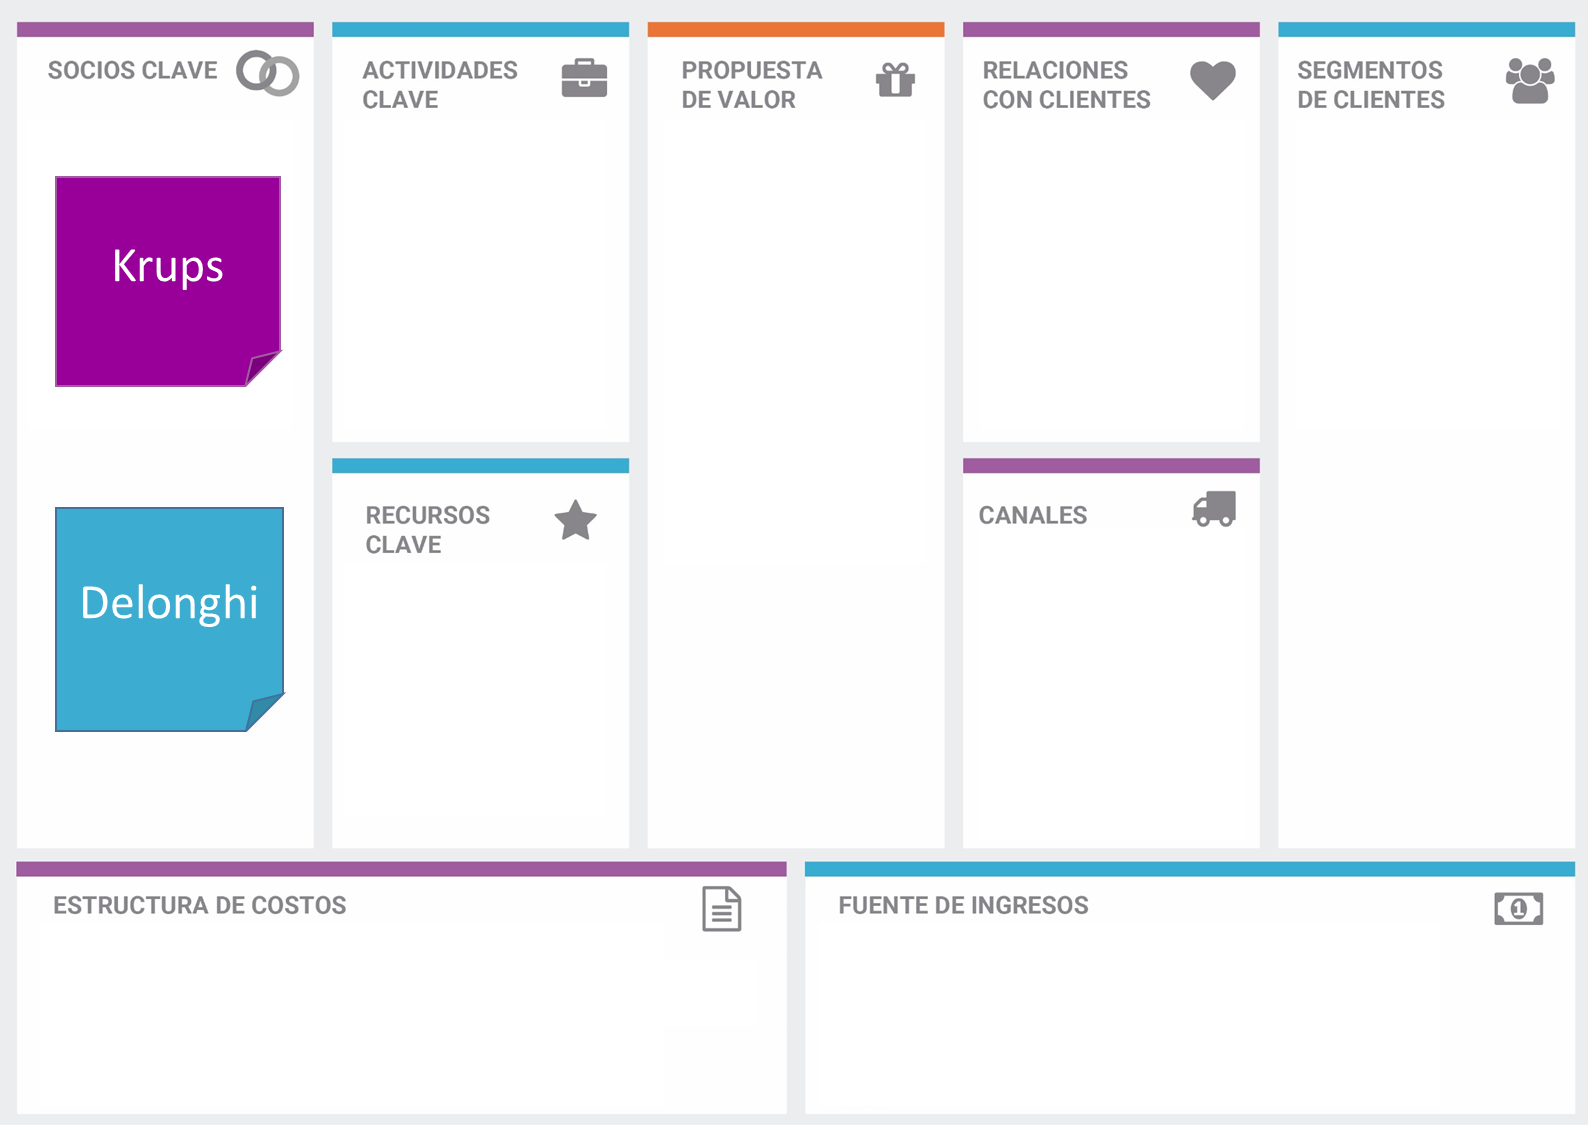 SOCIOS CLAVE
Krups
Delonghi
ACTIVIDADES
CLAVE
RECURSOS
CLAVE
PROPUESTA
DE VALOR
RELACIONES
CON CLIENTES
CANALES
SEGMENTOS
DE CLIENTES
ESTRUCTURA DE COSTOS
FUENTE DE INGRESOS
1